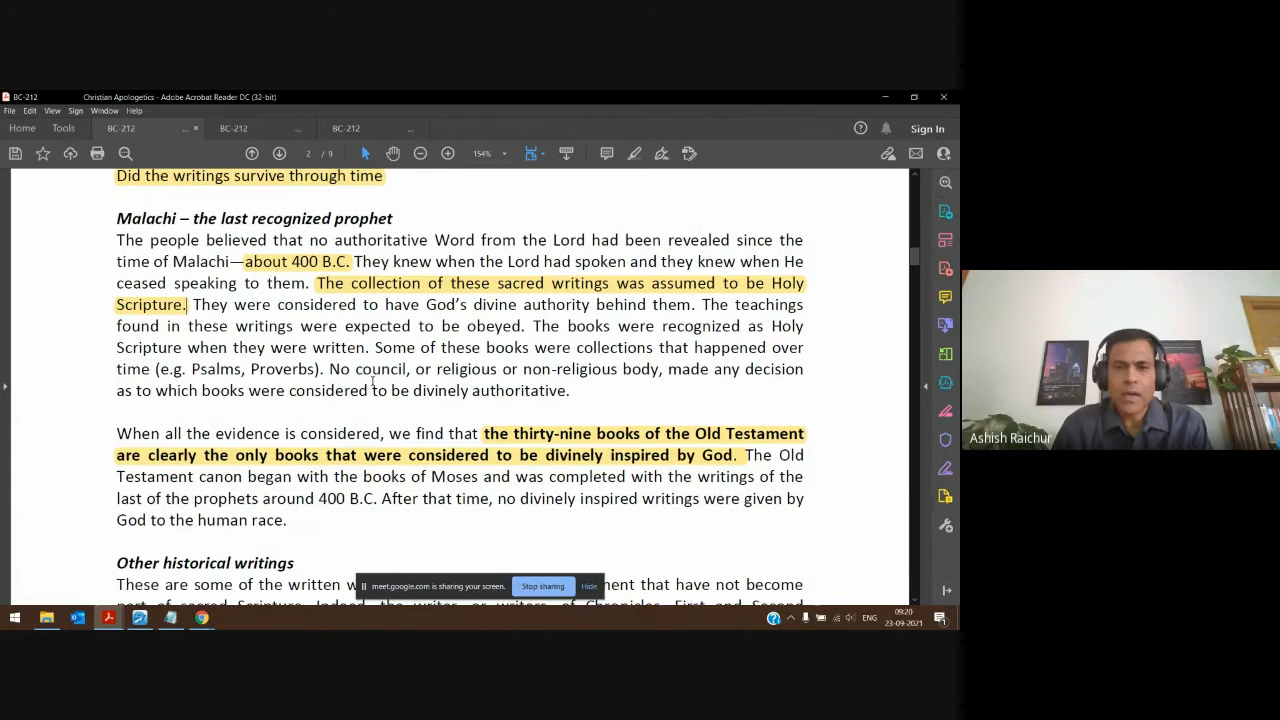 BC-212 Christian Apologetics - Adobe Acrobat Reader DC (32-bit)
File Edit View Sign Window Help
Home Tools BC-212 ... × BC-212 ... BC-212 ... Sign In
2 / 9 154%
Did the writings survive through time
Malachi – the last recognized prophet
The people believed that no authoritative Word from the Lord had been revealed since the
time of Malachi—about 400 B.C. They knew when the Lord had spoken and they knew when He
ceased speaking to them. The collection of these sacred writings was assumed to be Holy
Scripture. They were considered to have God's divine authority behind them. The teachings
found in these writings were expected to be obeyed. The books were recognized as Holy
Scripture when they were written. Some of these books were collections that happened over
time (e.g. Psalms, Proverbs). No council, or religious or non-religious body, made any decision
as to which books were considered to be divinely authoritative.
When all the evidence is considered, we find that the thirty-nine books of the Old Testament
are clearly the only books that were considered to be divinely inspired by God. The Old
Testament canon began with the books of Moses and was completed with the writings of the
last of the prophets around 400 B.C. After that time, no divinely inspired writings were given by
God to the human race.
Other historical writings
These are some of the written w
ment that have not become
meet.google.com is sharing your screen. Stop sharing Hide
Ashish Raichur
ENG 09:20
23-09-2021